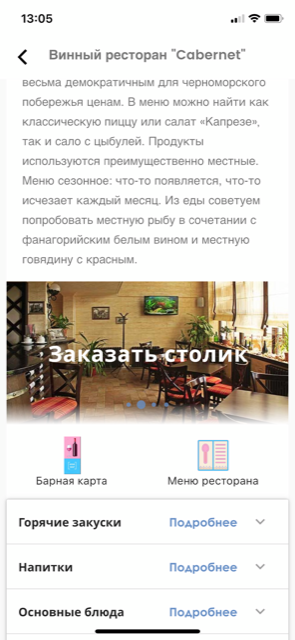 13:05
Винный ресторан "Cabernet"
весьма демократичным для черноморского
побережья ценам. В меню можно найти как
классическую пиццу или салат «Капрезе»,
так и сало с цыбулей. Продукты
используются преимущественно местные.
Меню сезонное: что-то появляется, что-то
исчезает каждый месяц. Из еды советуем
попробовать местную рыбу в сочетании с
фанагорийским белым вином и местную
говядину с красным.
Заказать столик
Барная карта
Меню ресторана
Горячие закуски Подробнее
Напитки Подробнее
Основные блюда Подробнее